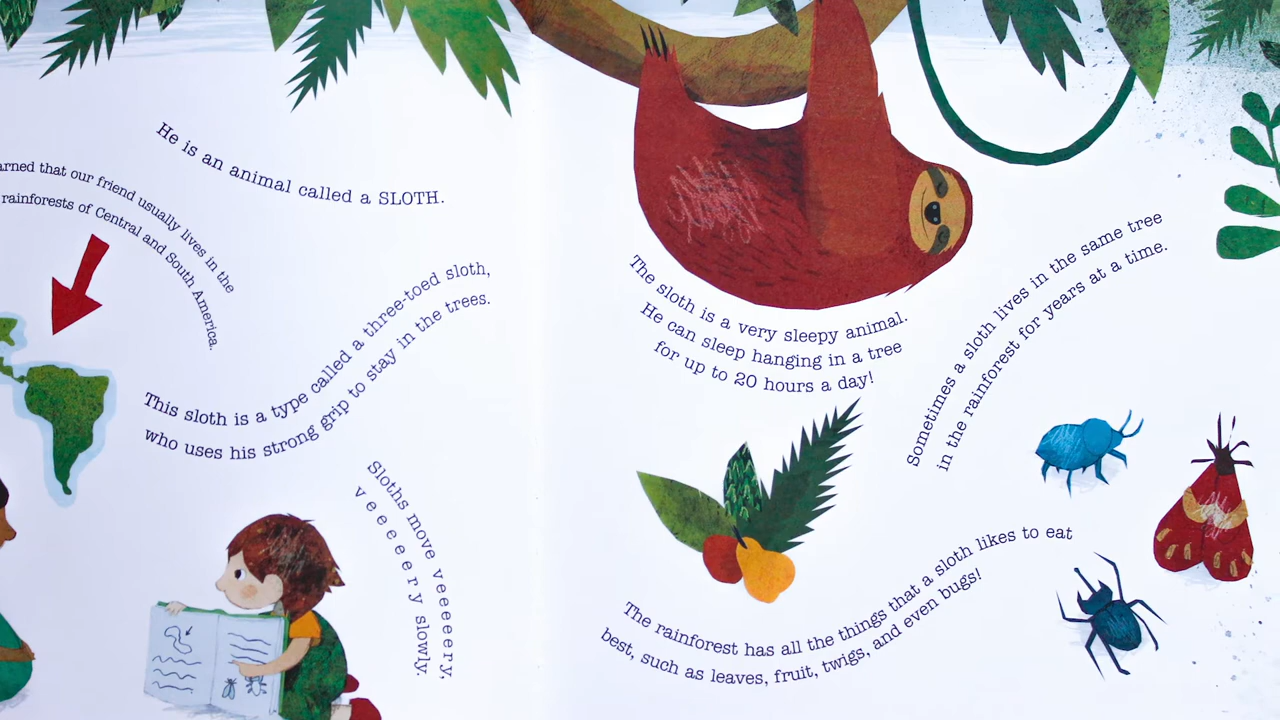 He is an animal called a SLOTH.
that our friend usually lives in the
rainforests of Central and South America.
This sloth is a type called a three-toed sloth,
who uses his strong grip to stay in the trees.
Sloths move veeeeery,
veeeeery slowly.
The sloth is a very sleepy animal.
He can sleep hanging in a tree
for up to 20 hours a day!
Sometimes a sloth lives in the same tree
in the rainforest for years at a time.
The rainforest has all the things that a sloth likes to eat
best, such as leaves, fruit, twigs, and even bugs!